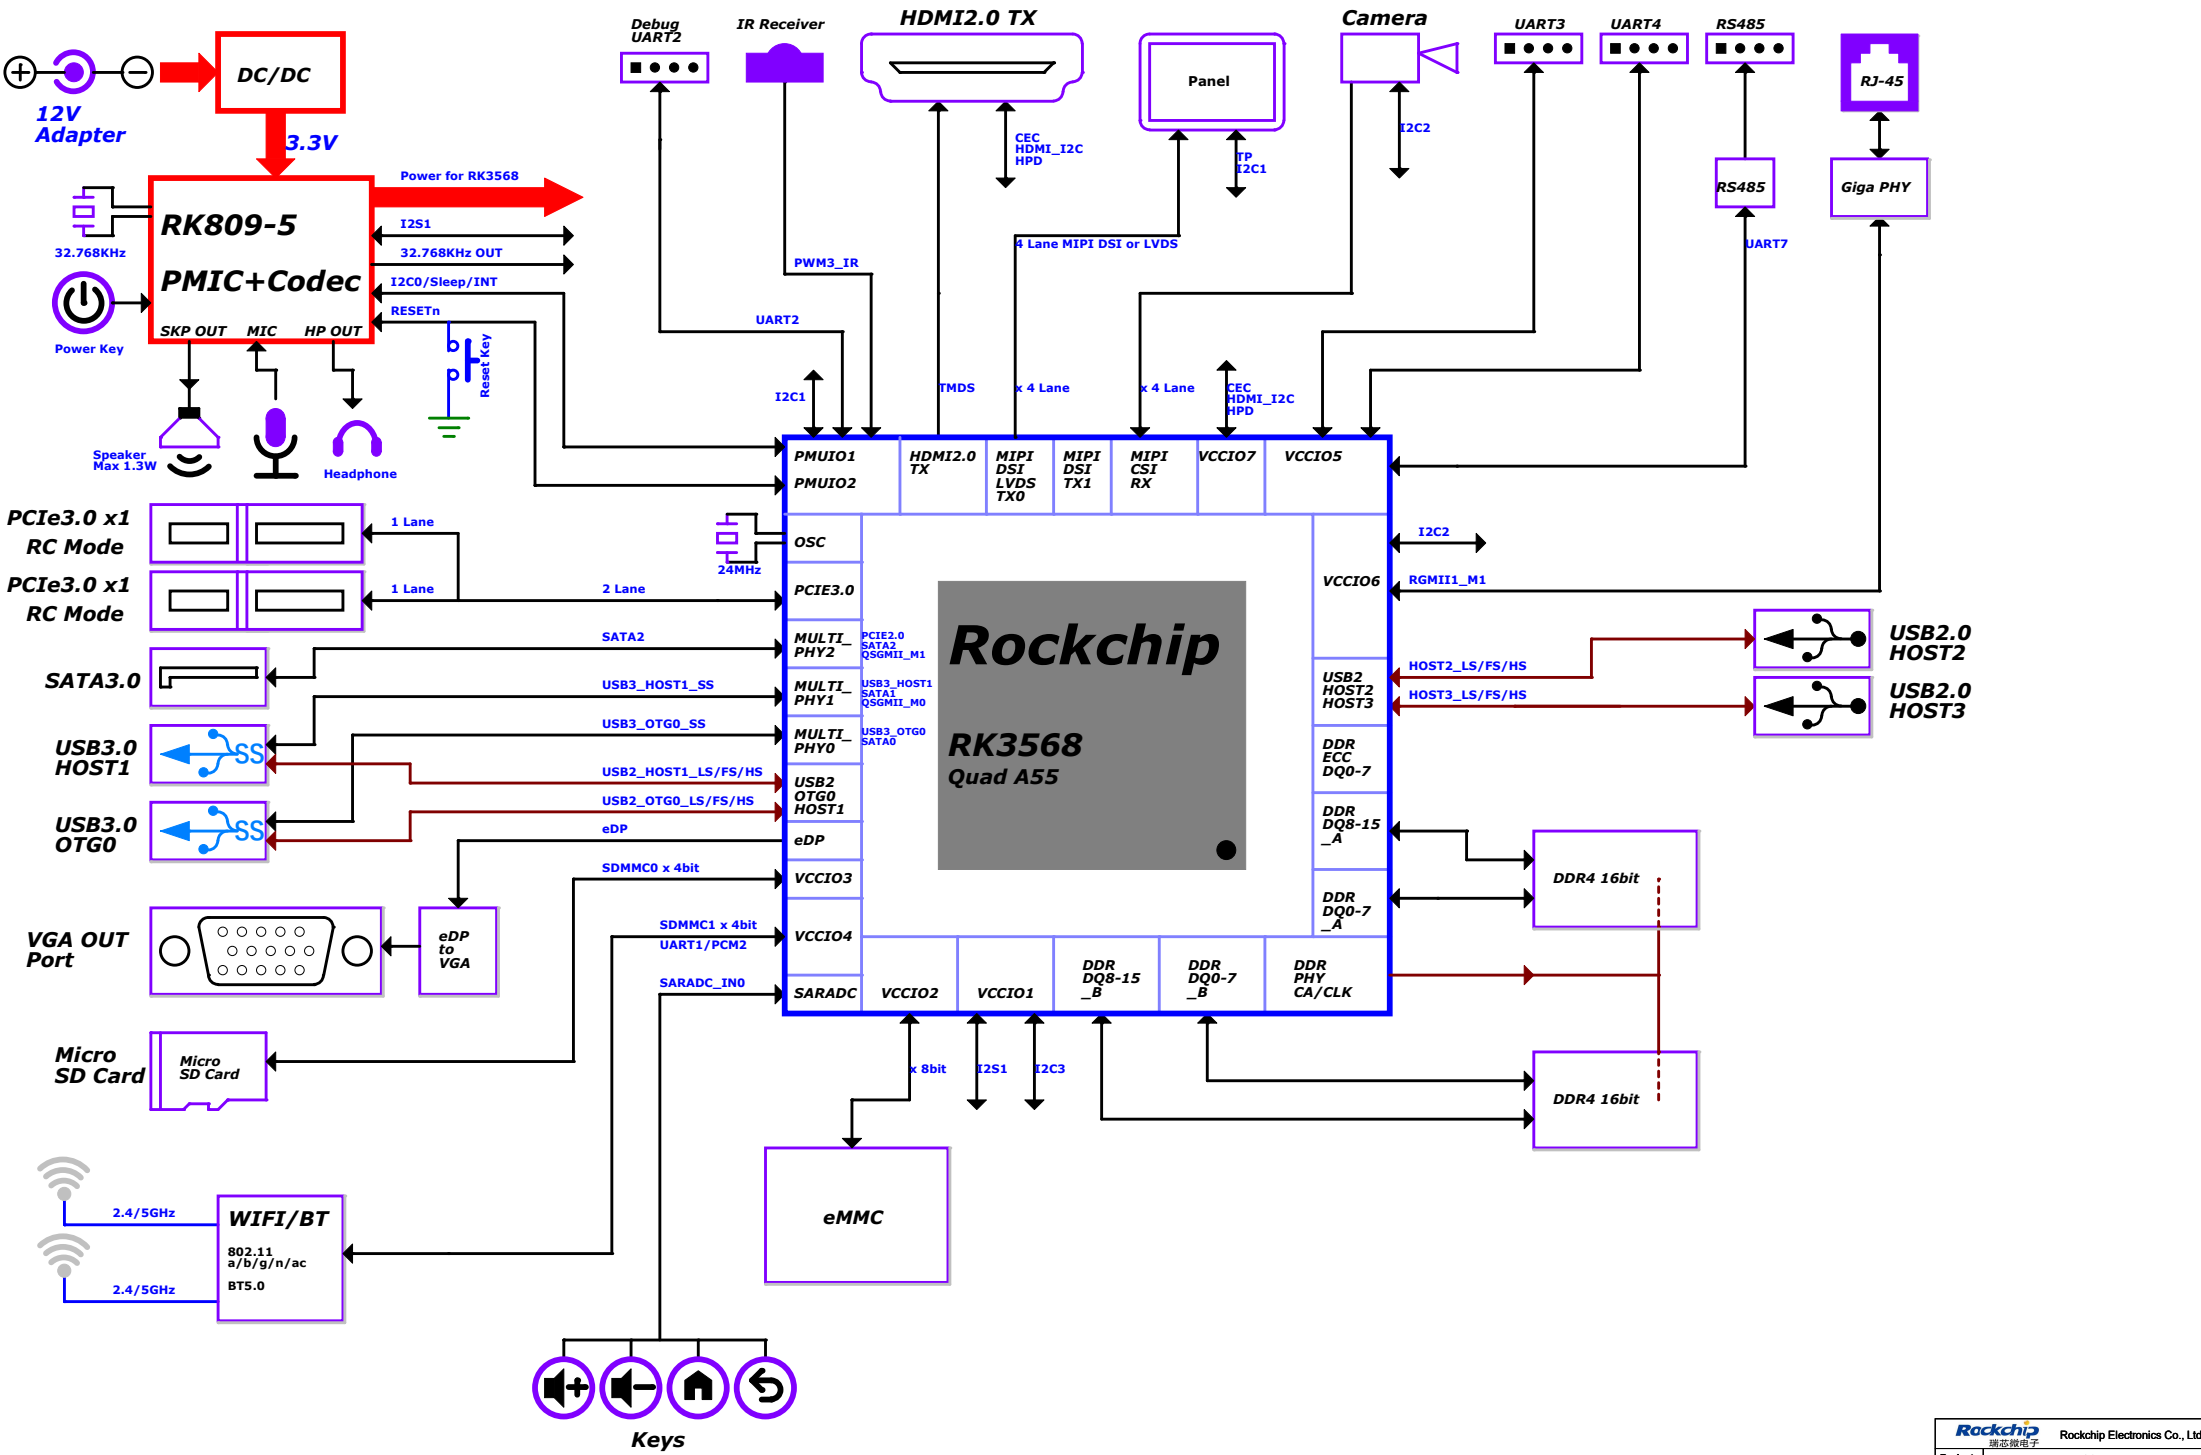 Debug
UART2
IR Receiver
HDMI2.0 TX
Camera
UART3
UART4
RS485
DC/DC
12V
Adapter
3.3V
Panel
RJ-45
CEC
HDMI_I2C
HPD
TP
I2C1
I2C2
RS485
Giga PHY
UART7
Power for RK3568
I2S1
32.768KHz OUT
I2C0/Sleep/INT
RESETn
RK809-5
PMIC+Codec
SKP OUT
MIC
HP OUT
32.768KHz
Power Key
Reset Key
Speaker
Max 1.3W
Headphone
PWM3_IR
UART2
4 Lane MIPI DSI or LVDS
I2C1
TMDS
x 4 Lane
x 4 Lane
CEC
HDMI_I2C
HPD
PMUIO1
PMUIO2
HDMI2.0
TX
MIPI
DSI
LVDS
TX0
MIPI
DSI
TX1
MIPI
CSI
RX
VCCIO7
VCCIO5
PCIe3.0 x1
RC Mode
1 Lane
PCIe3.0 x1
RC Mode
1 Lane
2 Lane
24MHz
OSC
PCIE3.0
SATA3.0
SATA2
MULTI_
PHY2
PCIE2.0
SATA2
QSGMII_M1
USB3_HOST1_SS
MULTI_
PHY1
USB3_HOST1
SATA1
QSGMII_M0
USB3.0
HOST1
USB3_OTG0_SS
MULTI_
PHY0
USB3_OTG0
SATA0
USB2_HOST1_LS/FS/HS
USB2_OTG0_LS/FS/HS
USB2
OTG0
HOST1
SS
USB3.0
OTG0
SS
eDP
eDP
SDMMC0 x 4bit
VCCIO3
SDMMC1 x 4bit
UART1/PCM2
VCCIO4
SARADC_IN0
SARADC
Rockchip
RK3568
Quad A55
I2C2
VCCIO6
RGMII1_M1
HOST2_LS/FS/HS
HOST3_LS/FS/HS
USB2
HOST2
HOST3
USB2.0
HOST2
USB2.0
HOST3
DDR
ECC
DQ0-7
DDR
DQ8-15
_A
DDR
DQ0-7
_A
DDR4 16bit
VCCIO2
VCCIO1
DDR
DQ8-15
_B
DDR
DQ0-7
_B
DDR
PHY
CA/CLK
VGA OUT
Port
eDP
to
VGA
Micro
SD Card
Micro
SD Card
x 8bit
I2S1
I2C3
DDR4 16bit
eMMC
2.4/5GHz
2.4/5GHz
WIFI/BT
802.11
a/b/g/n/ac
BT5.0
Keys
Rockchip
瑞芯微电子
Rockchip Electronics Co., Ltd